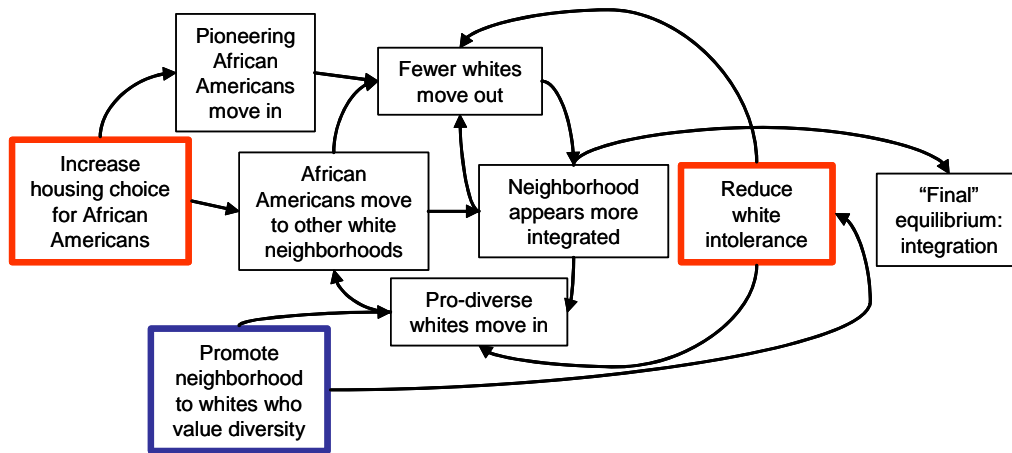 Pioneering
African
Americans
move in
Fewer whites
move out
Increase
housing choice
for African
Americans
African
Americans move
to other white
neighborhoods
Neighborhood
appears more
integrated
Reduce
white
intolerance
“Final”
equilibrium:
integration
Pro-diverse
whites move in
Promote
neighborhood
to whites who
value diversity